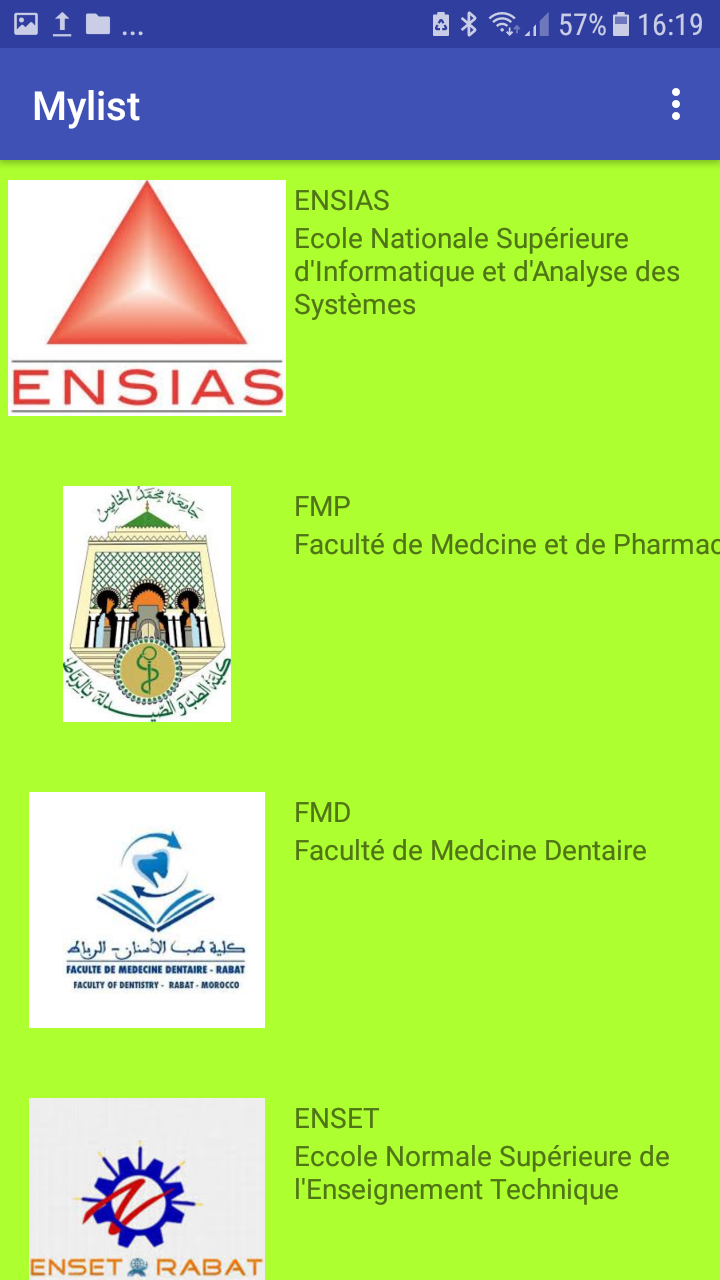 ... 57% 16:19
Mylist
ENSIAS
Ecole Nationale Supérieure
d'Informatique et d'Analyse des
Systèmes
ENSIAS
جامعة محمد الخامس
FMP
Faculté de Medcine et de Pharmac
كلية الطب و الصيدلة بالرباط
FMD
Faculté de Medcine Dentaire
كلية طب الأسنان - الرباط
FACULTE DE MEDECINE DENTAIRE - RABAT
FACULTY OF DENTISTRY - RABAT - MOROCCO
ENSET
Eccole Normale Supérieure de
l'Enseignement Technique
ENSET RABAT